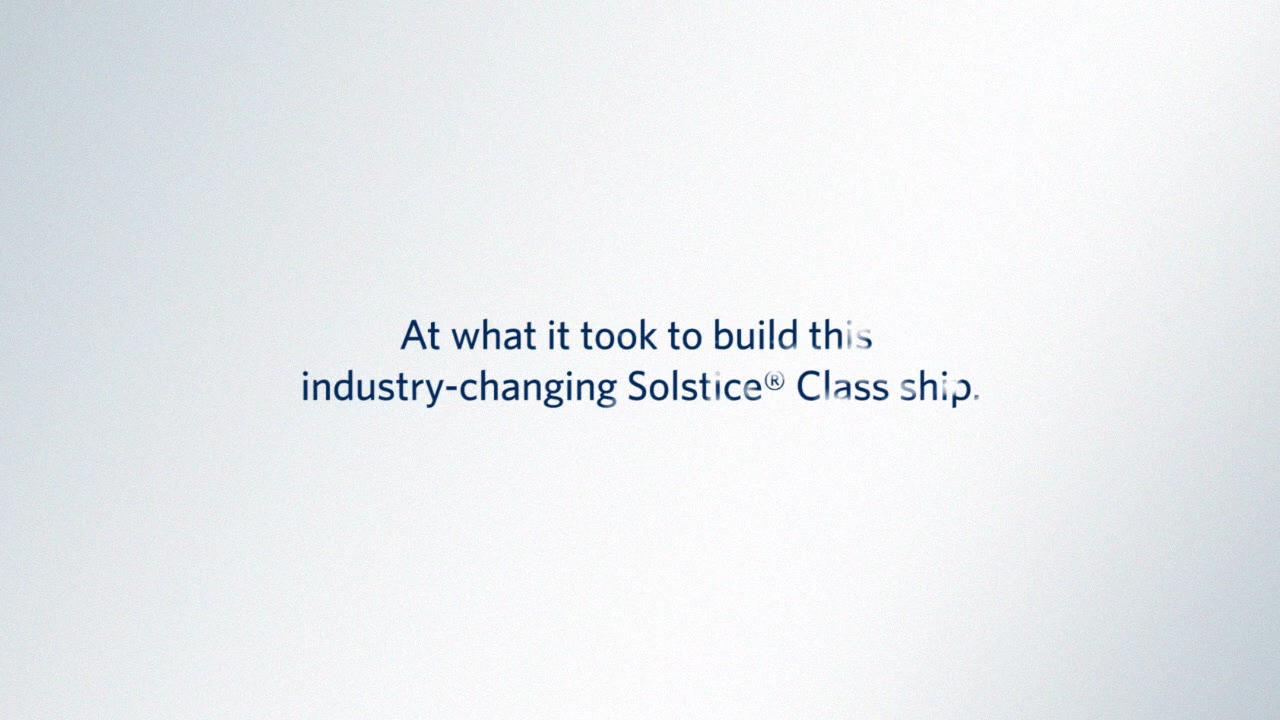 At what it took to build this
industry-changing Solstice® Class ship.